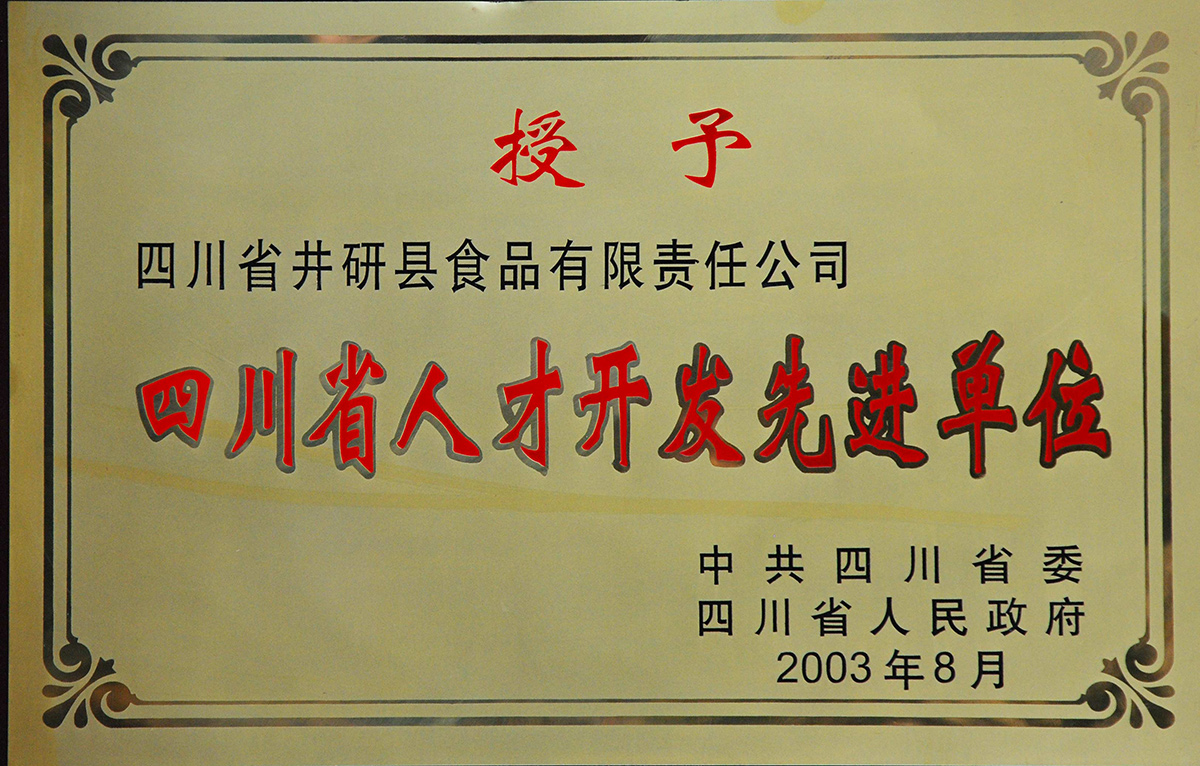 授予
四川省井研县食品有限责任公司
四川省人才开发先进单位
中共四川省委
四川省人民政府
2003年8月